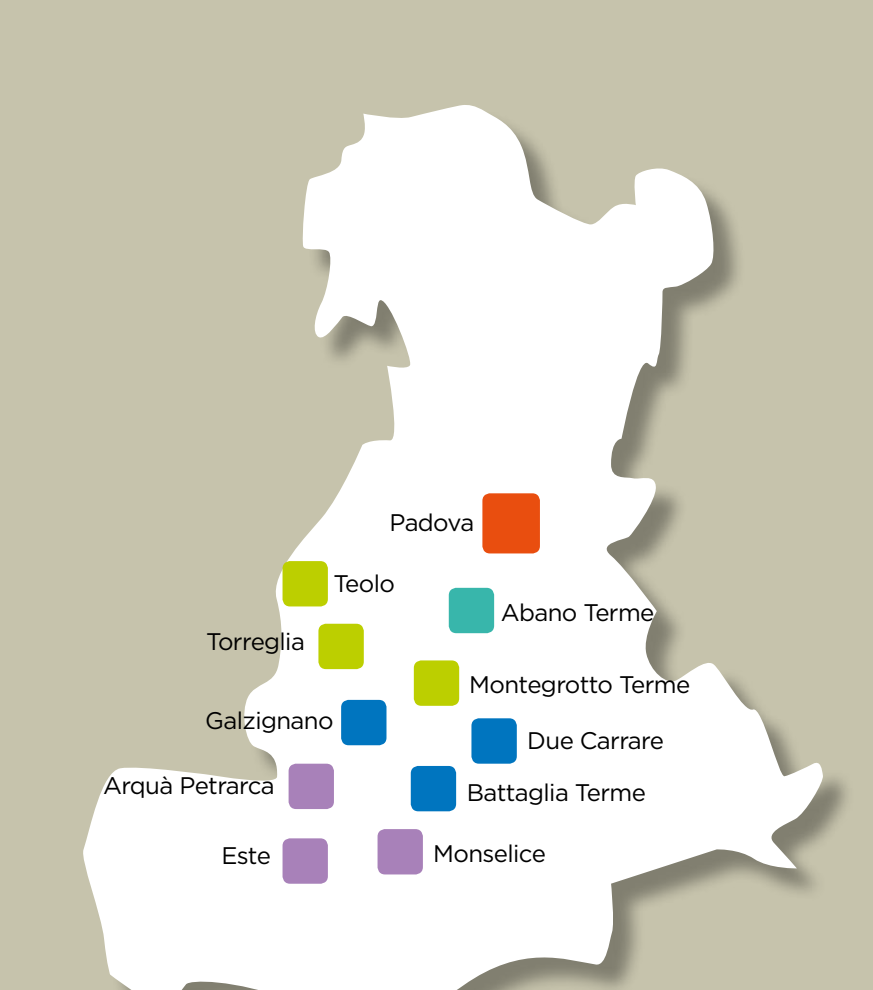 Padova
Teolo
Abano Terme
Torreglia
Montegrotto Terme
Galzignano
Due Carrare
Arquà Petrarca
Battaglia Terme
Este
Monselice